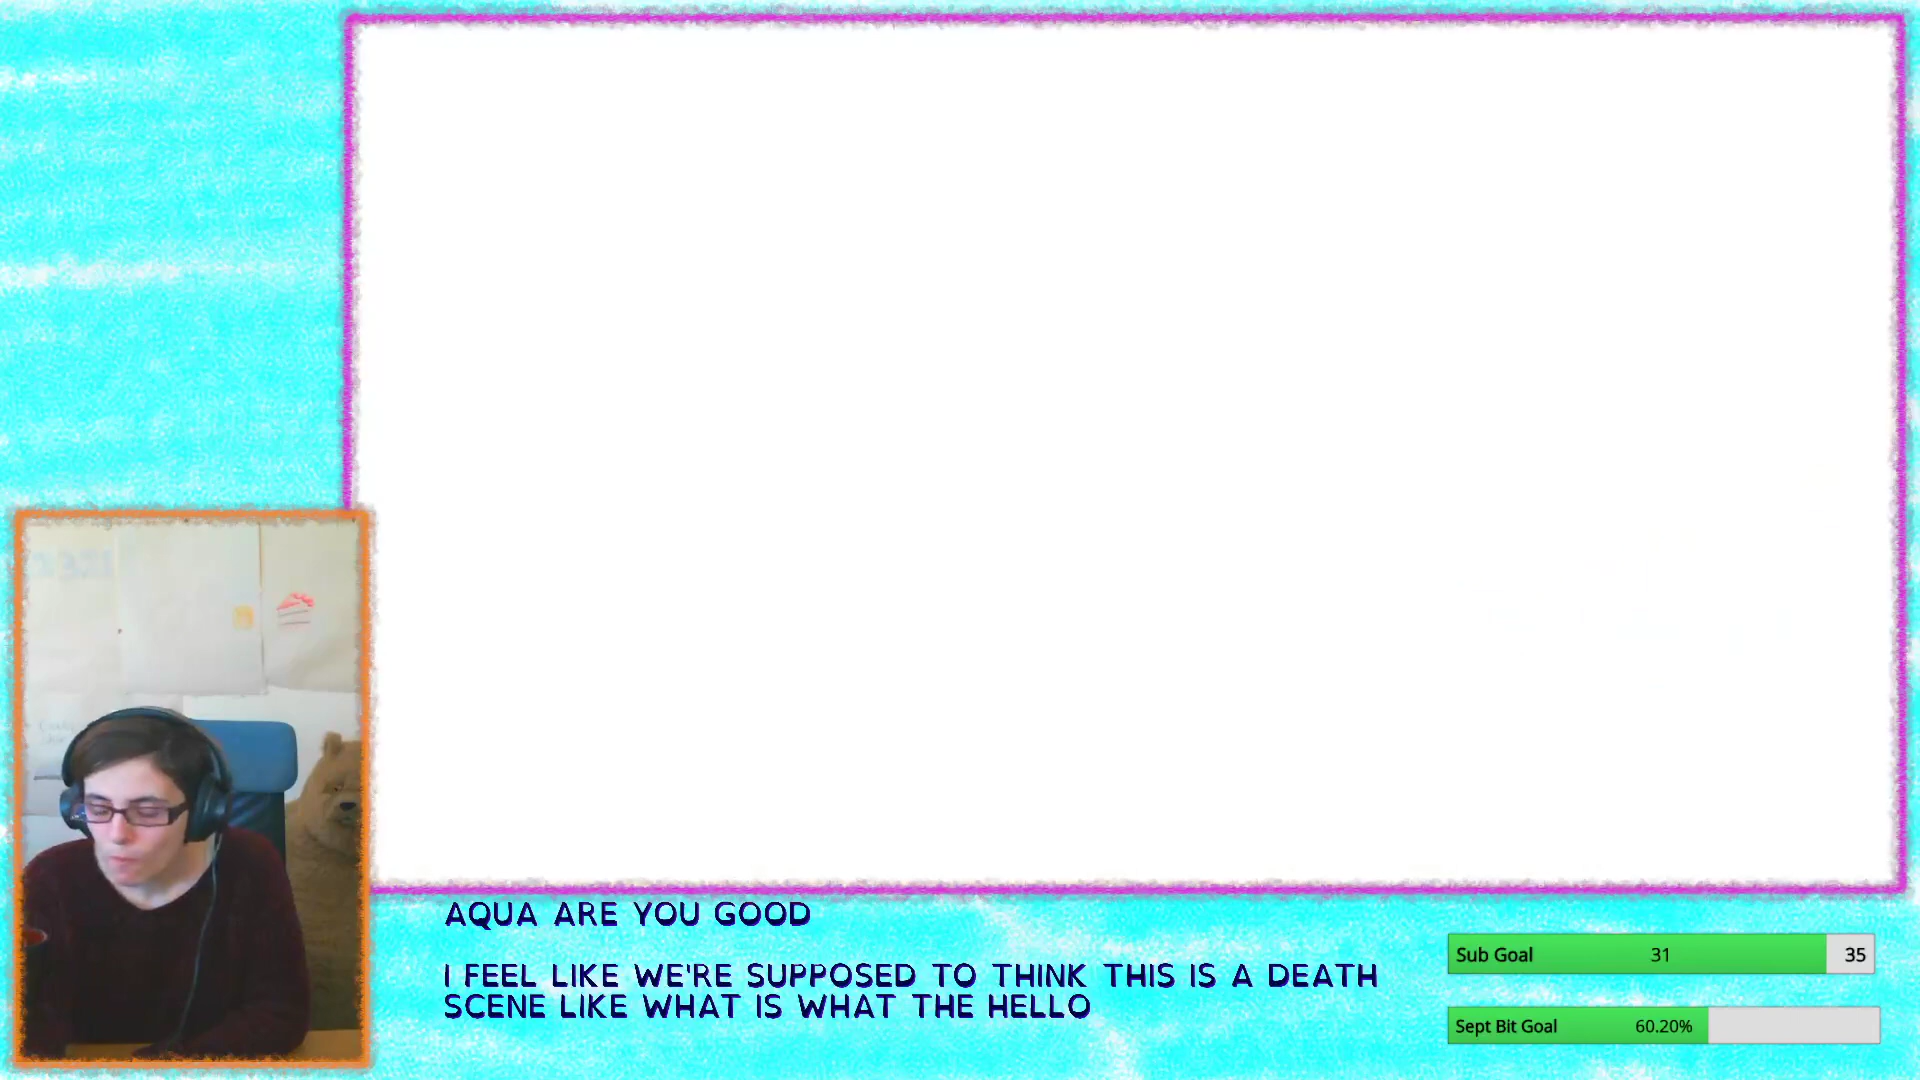 AQUA ARE YOU GOOD
I FEEL LIKE WE'RE SUPPOSED TO THINK THIS IS A DEATH
SCENE LIKE WHAT IS WHAT THE HELLO
Sub Goal 31 35
Sept Bit Goal 60.20%